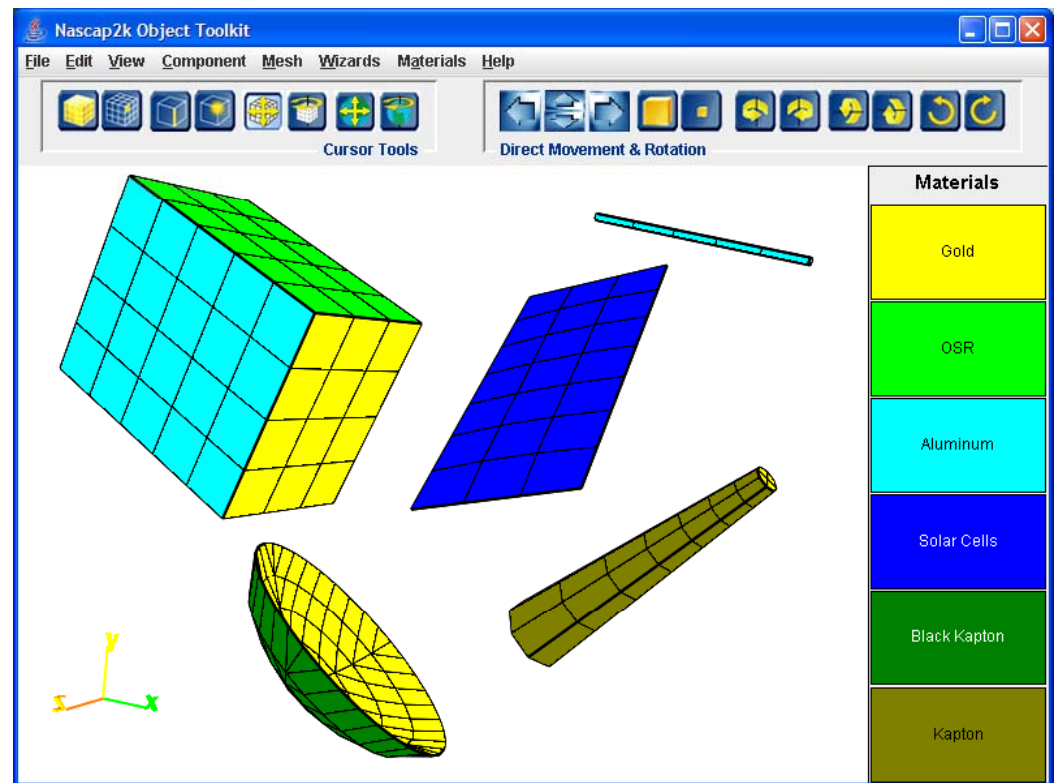 Nascap2k Object Toolkit
File Edit View Component Mesh Wizards Materials Help
Cursor Tools
Direct Movement & Rotation
Materials
Gold
OSR
Aluminum
Solar Cells
Black Kapton
Kapton
y
z x